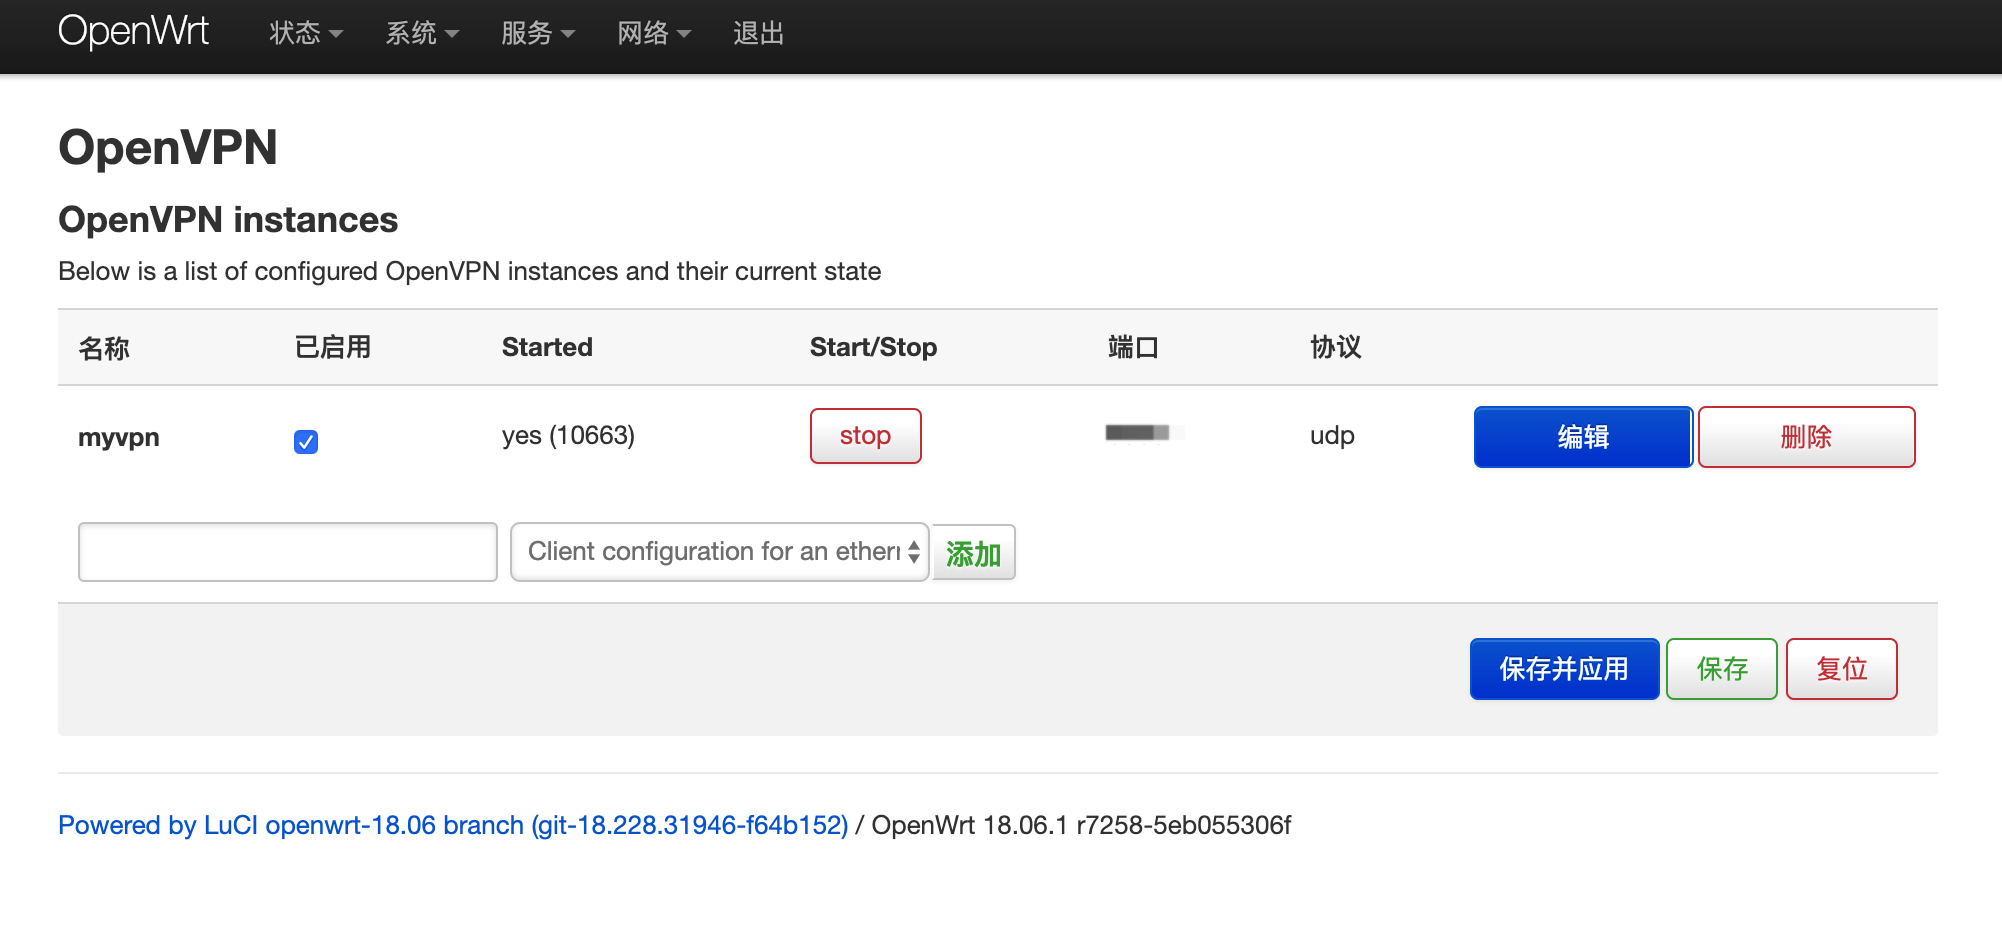 OpenWrt 状态 系统 服务 网络 退出
OpenVPN
OpenVPN instances
Below is a list of configured OpenVPN instances and their current state
名称 已启用 Started Start/Stop 端口 协议
myvpn yes (10663) stop udp 编辑 删除
Client configuration for an ether 添加
保存并应用 保存 复位
Powered by LuCI openwrt-18.06 branch (git-18.228.31946-f64b152) / OpenWrt 18.06.1 r7258-5eb055306f